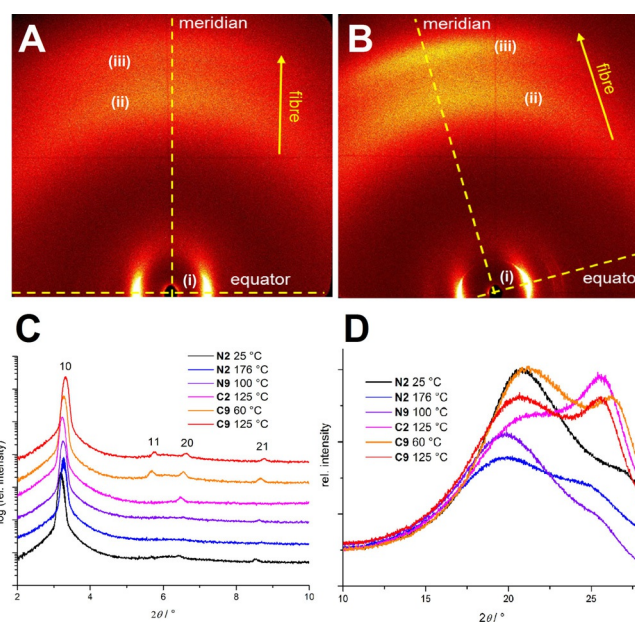 A
meridian
(iii)
(ii)
fibre
(i)
equator
B
meridian
(iii)
fibre
(ii)
(i)
equator
C
N2 25 °C
N2 176 °C
N9 100 °C
C2 125 °C
C9 60 °C
C9 125 °C
10
11
20
21
log (rel. intensity)
2
4
6
8
10
2θ / °
D
N2 25 °C
N2 176 °C
N9 100 °C
C2 125 °C
C9 60 °C
C9 125 °C
rel. intensity
10
15
20
25
2θ / °